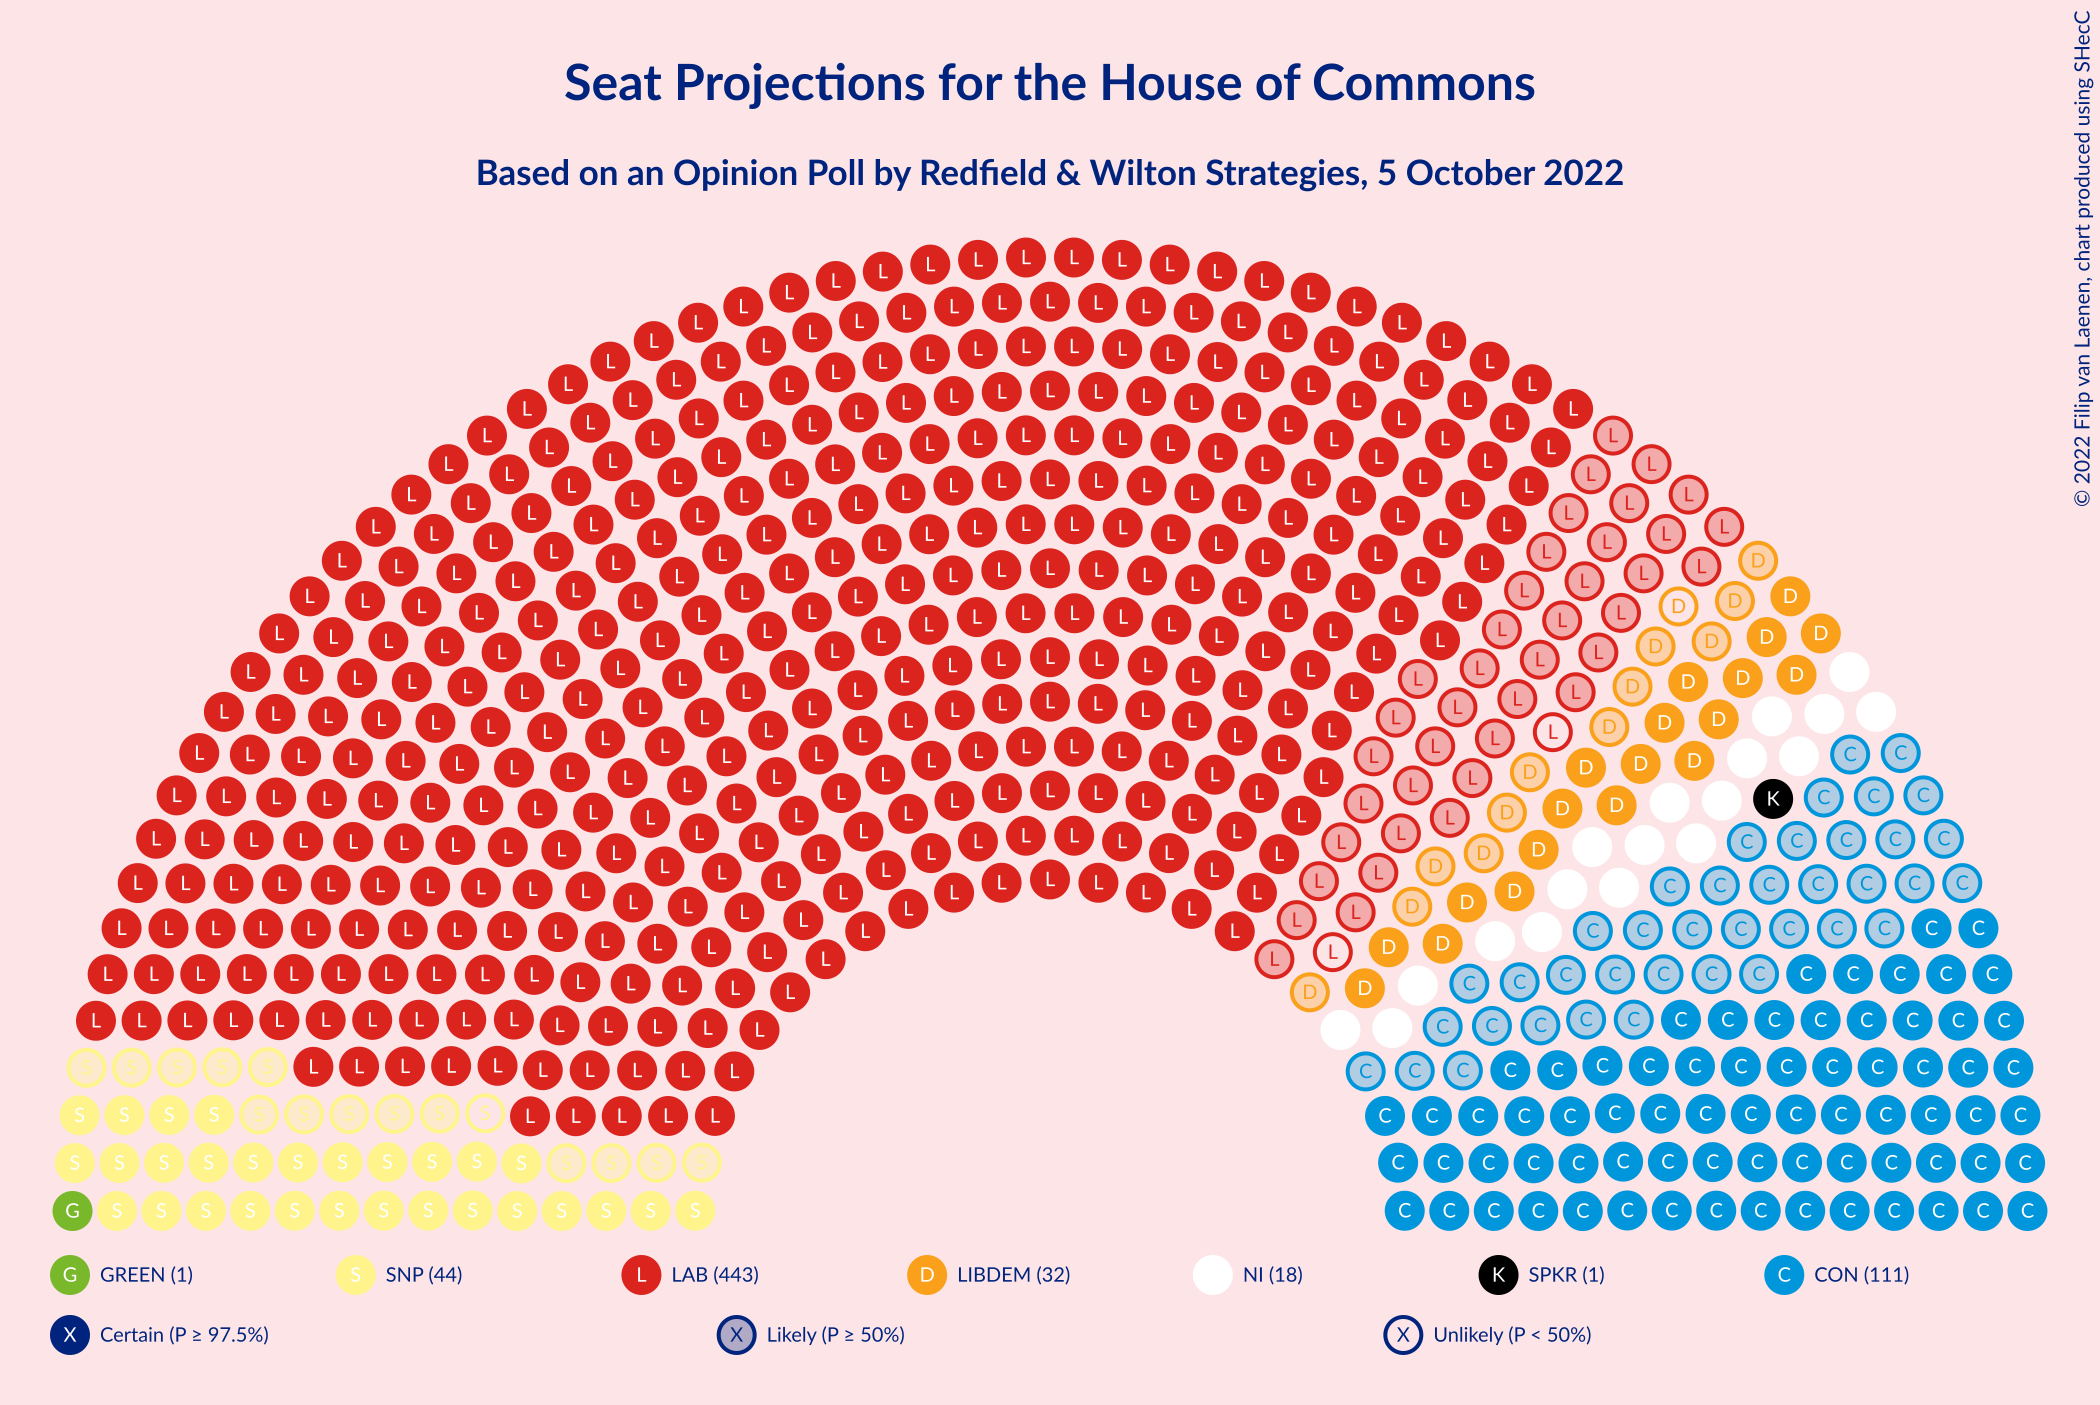 Seat Projections for the House of Commons
Based on an Opinion Poll by Redfield & Wilton Strategies, 5 October 2022
© 2022 Filip van Laenen, chart produced using SHecC
G GREEN (1) S SNP (44) L LAB (443) D LIBDEM (32) NI (18) K SPKR (1) C CON (111)
X Certain (P ≥ 97.5%) X Likely (P ≥ 50%) X Unlikely (P < 50%)